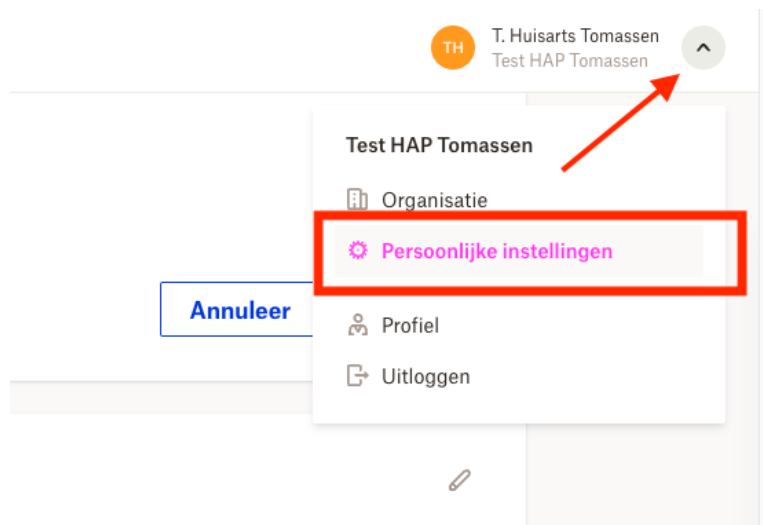 TH
T. Huisarts Tomassen
Test HAP Tomassen
Test HAP Tomassen
Organisatie
Persoonlijke instellingen
Annuleer
Profiel
Uitloggen